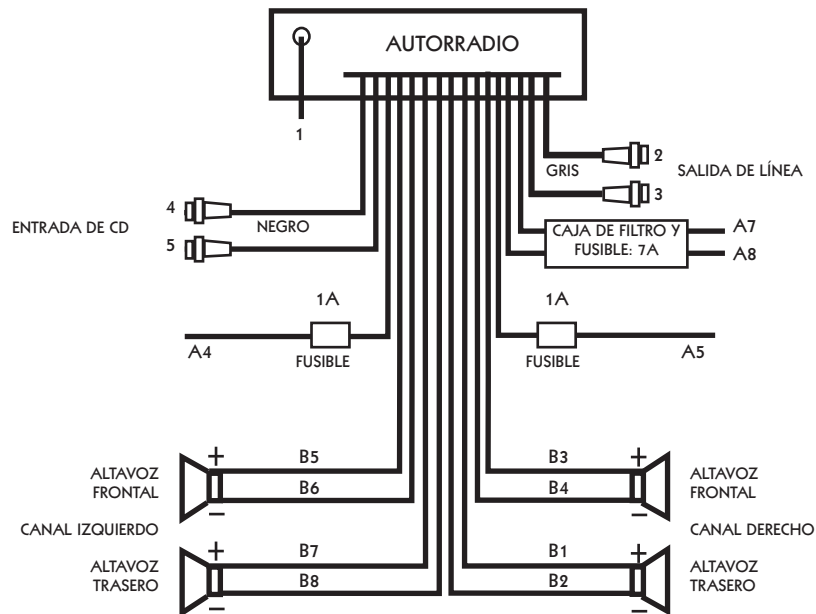 AUTORRADIO
1
2
GRIS
SALIDA DE LÍNEA
3
4
ENTRADA DE CD
NEGRO
5
CAJA DE FILTRO Y
FUSIBLE: 7A
A7
A8
1A
A4
FUSIBLE
1A
A5
FUSIBLE
+
B5
ALTAVOZ
FRONTAL
B6
–
CANAL IZQUIERDO
+
B7
ALTAVOZ
TRASERO
B8
–
B3
+
ALTAVOZ
FRONTAL
B4
–
CANAL DERECHO
B1
+
ALTAVOZ
TRASERO
B2
–